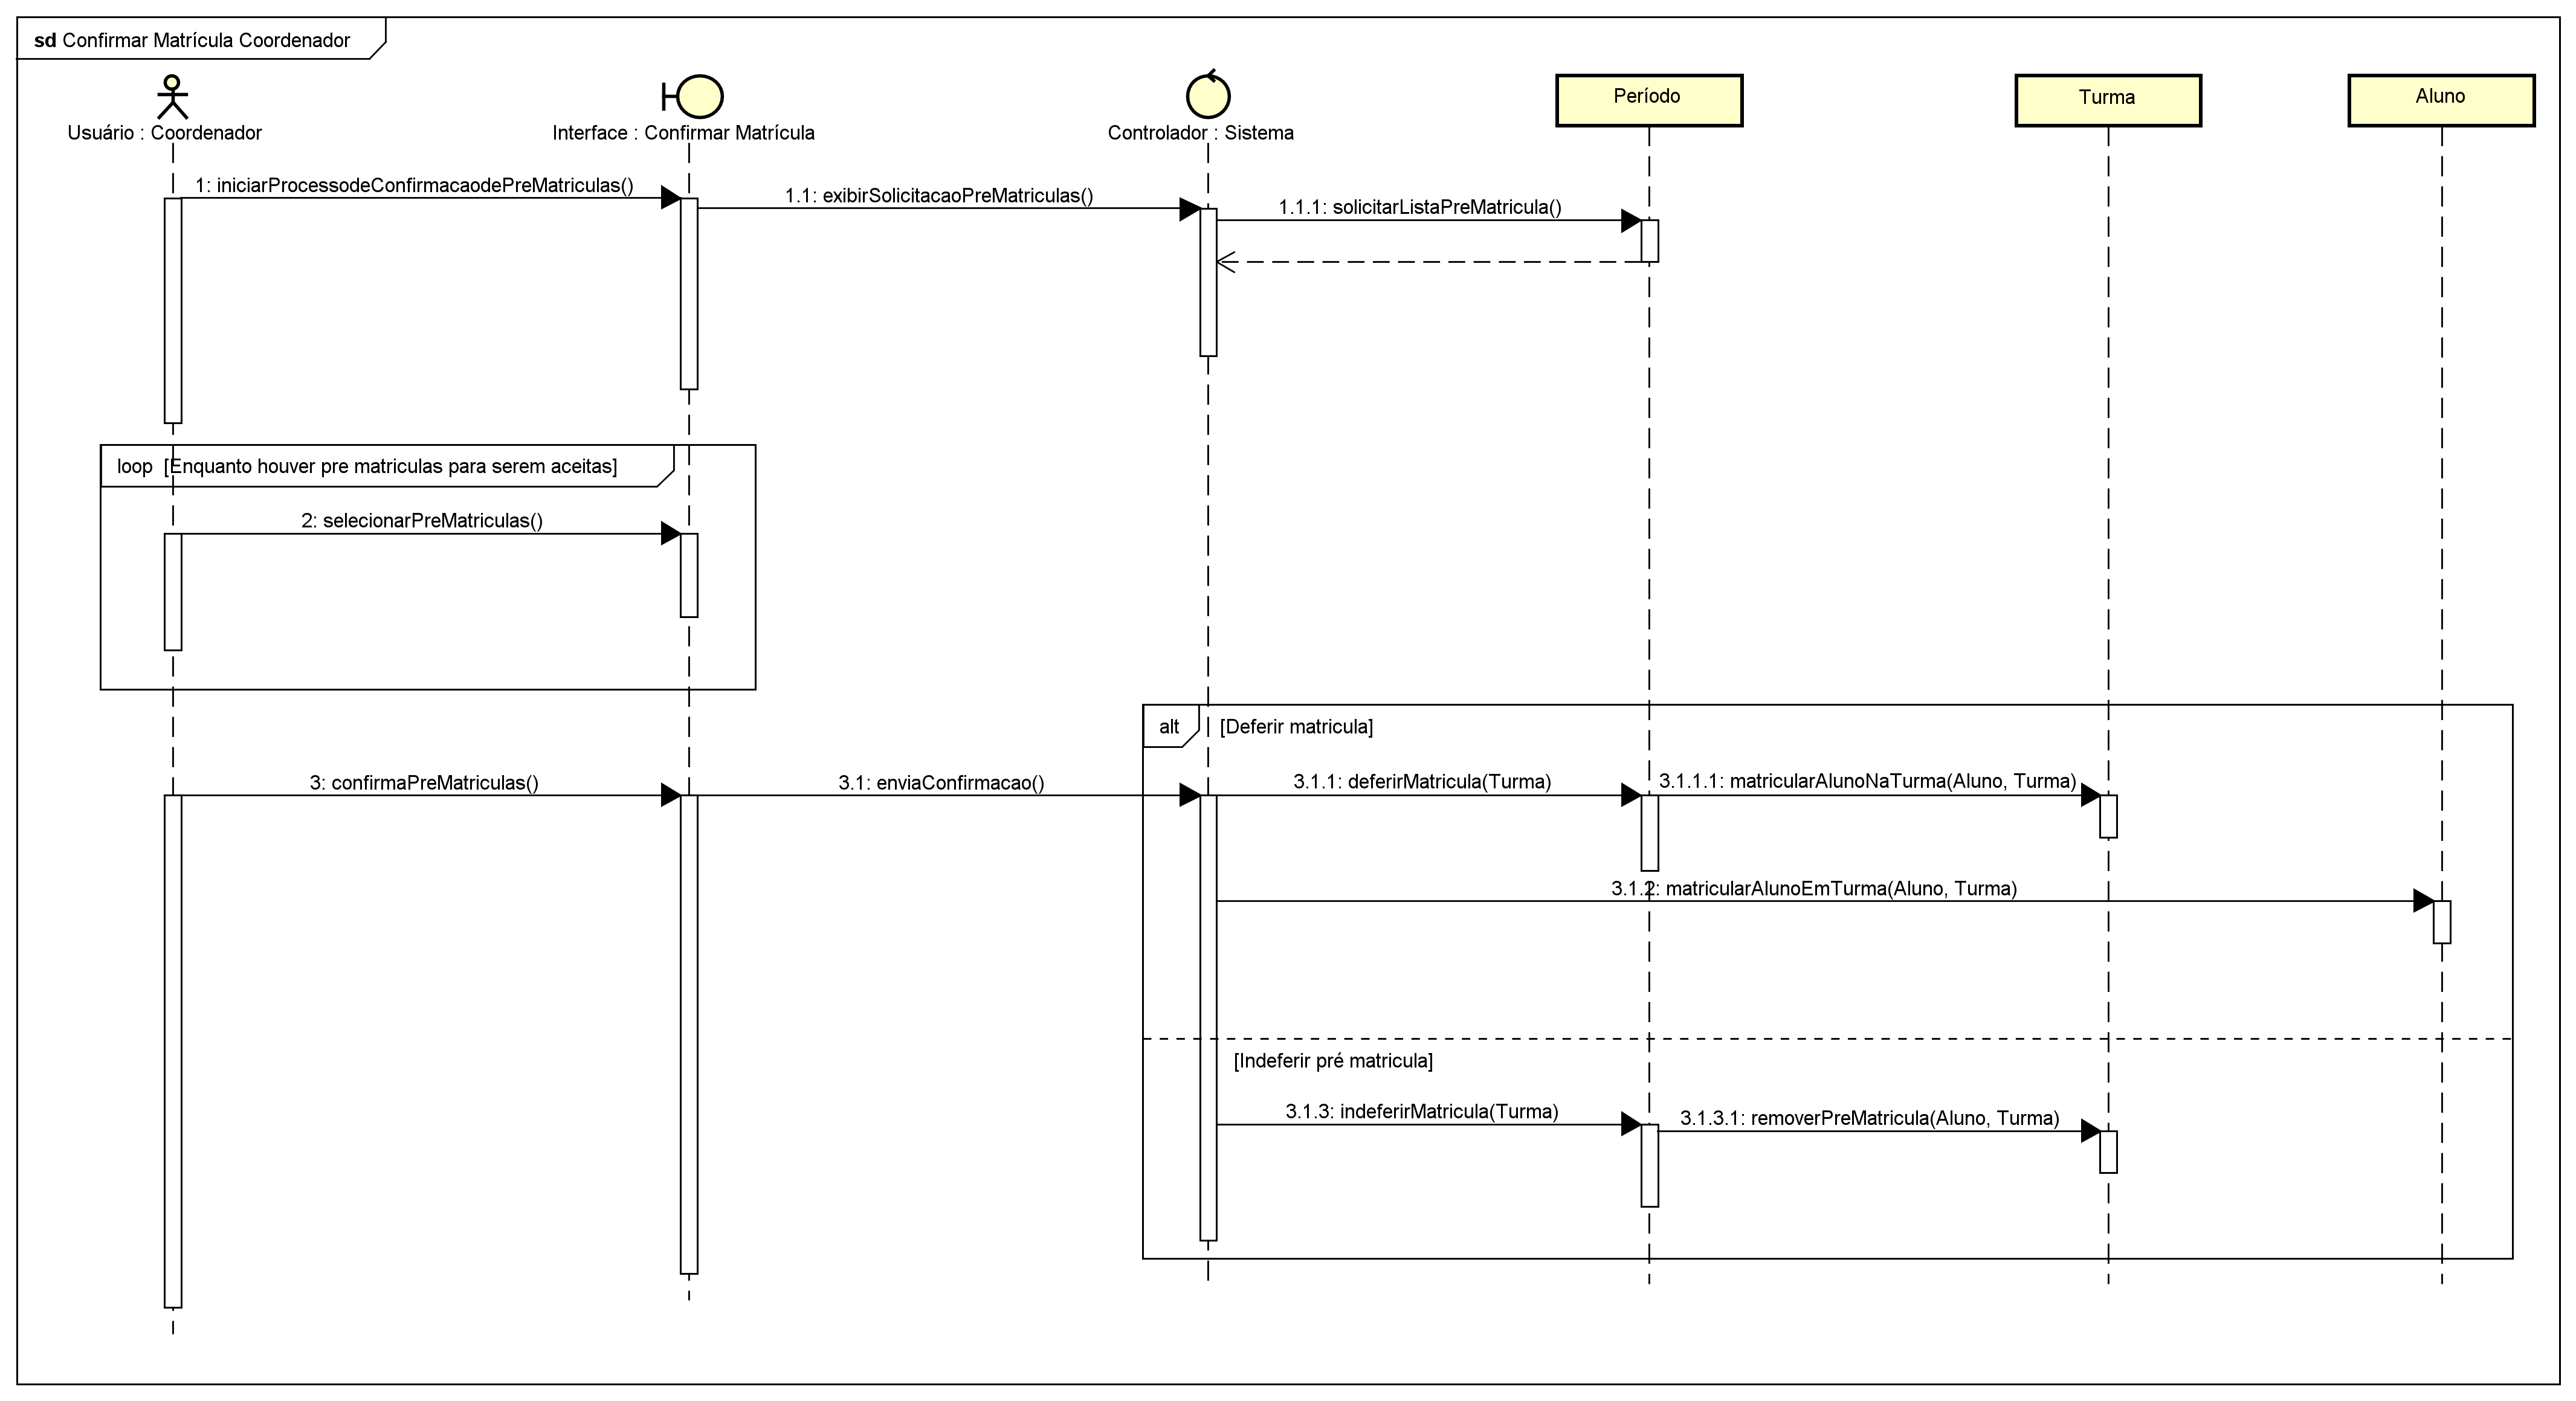 sd Confirmar Matrícula Coordenador
Usuário : Coordenador
Interface : Confirmar Matrícula
Controlador : Sistema
Período
Turma
Aluno
1: iniciarProcessodeConfirmacaodePreMatriculas()
1.1: exibirSolicitacaoPreMatriculas()
1.1.1: solicitarListaPreMatricula()
loop [Enquanto houver pre matriculas para serem aceitas]
2: selecionarPreMatriculas()
alt [Deferir matricula]
3: confirmaPreMatriculas()
3.1: enviaConfirmacao()
3.1.1: deferirMatricula(Turma)
3.1.1.1: matricularAlunoNaTurma(Aluno, Turma)
3.1.2: matricularAlunoEmTurma(Aluno, Turma)
[Indeferir pré matricula]
3.1.3: indeferirMatricula(Turma)
3.1.3.1: removerPreMatricula(Aluno, Turma)